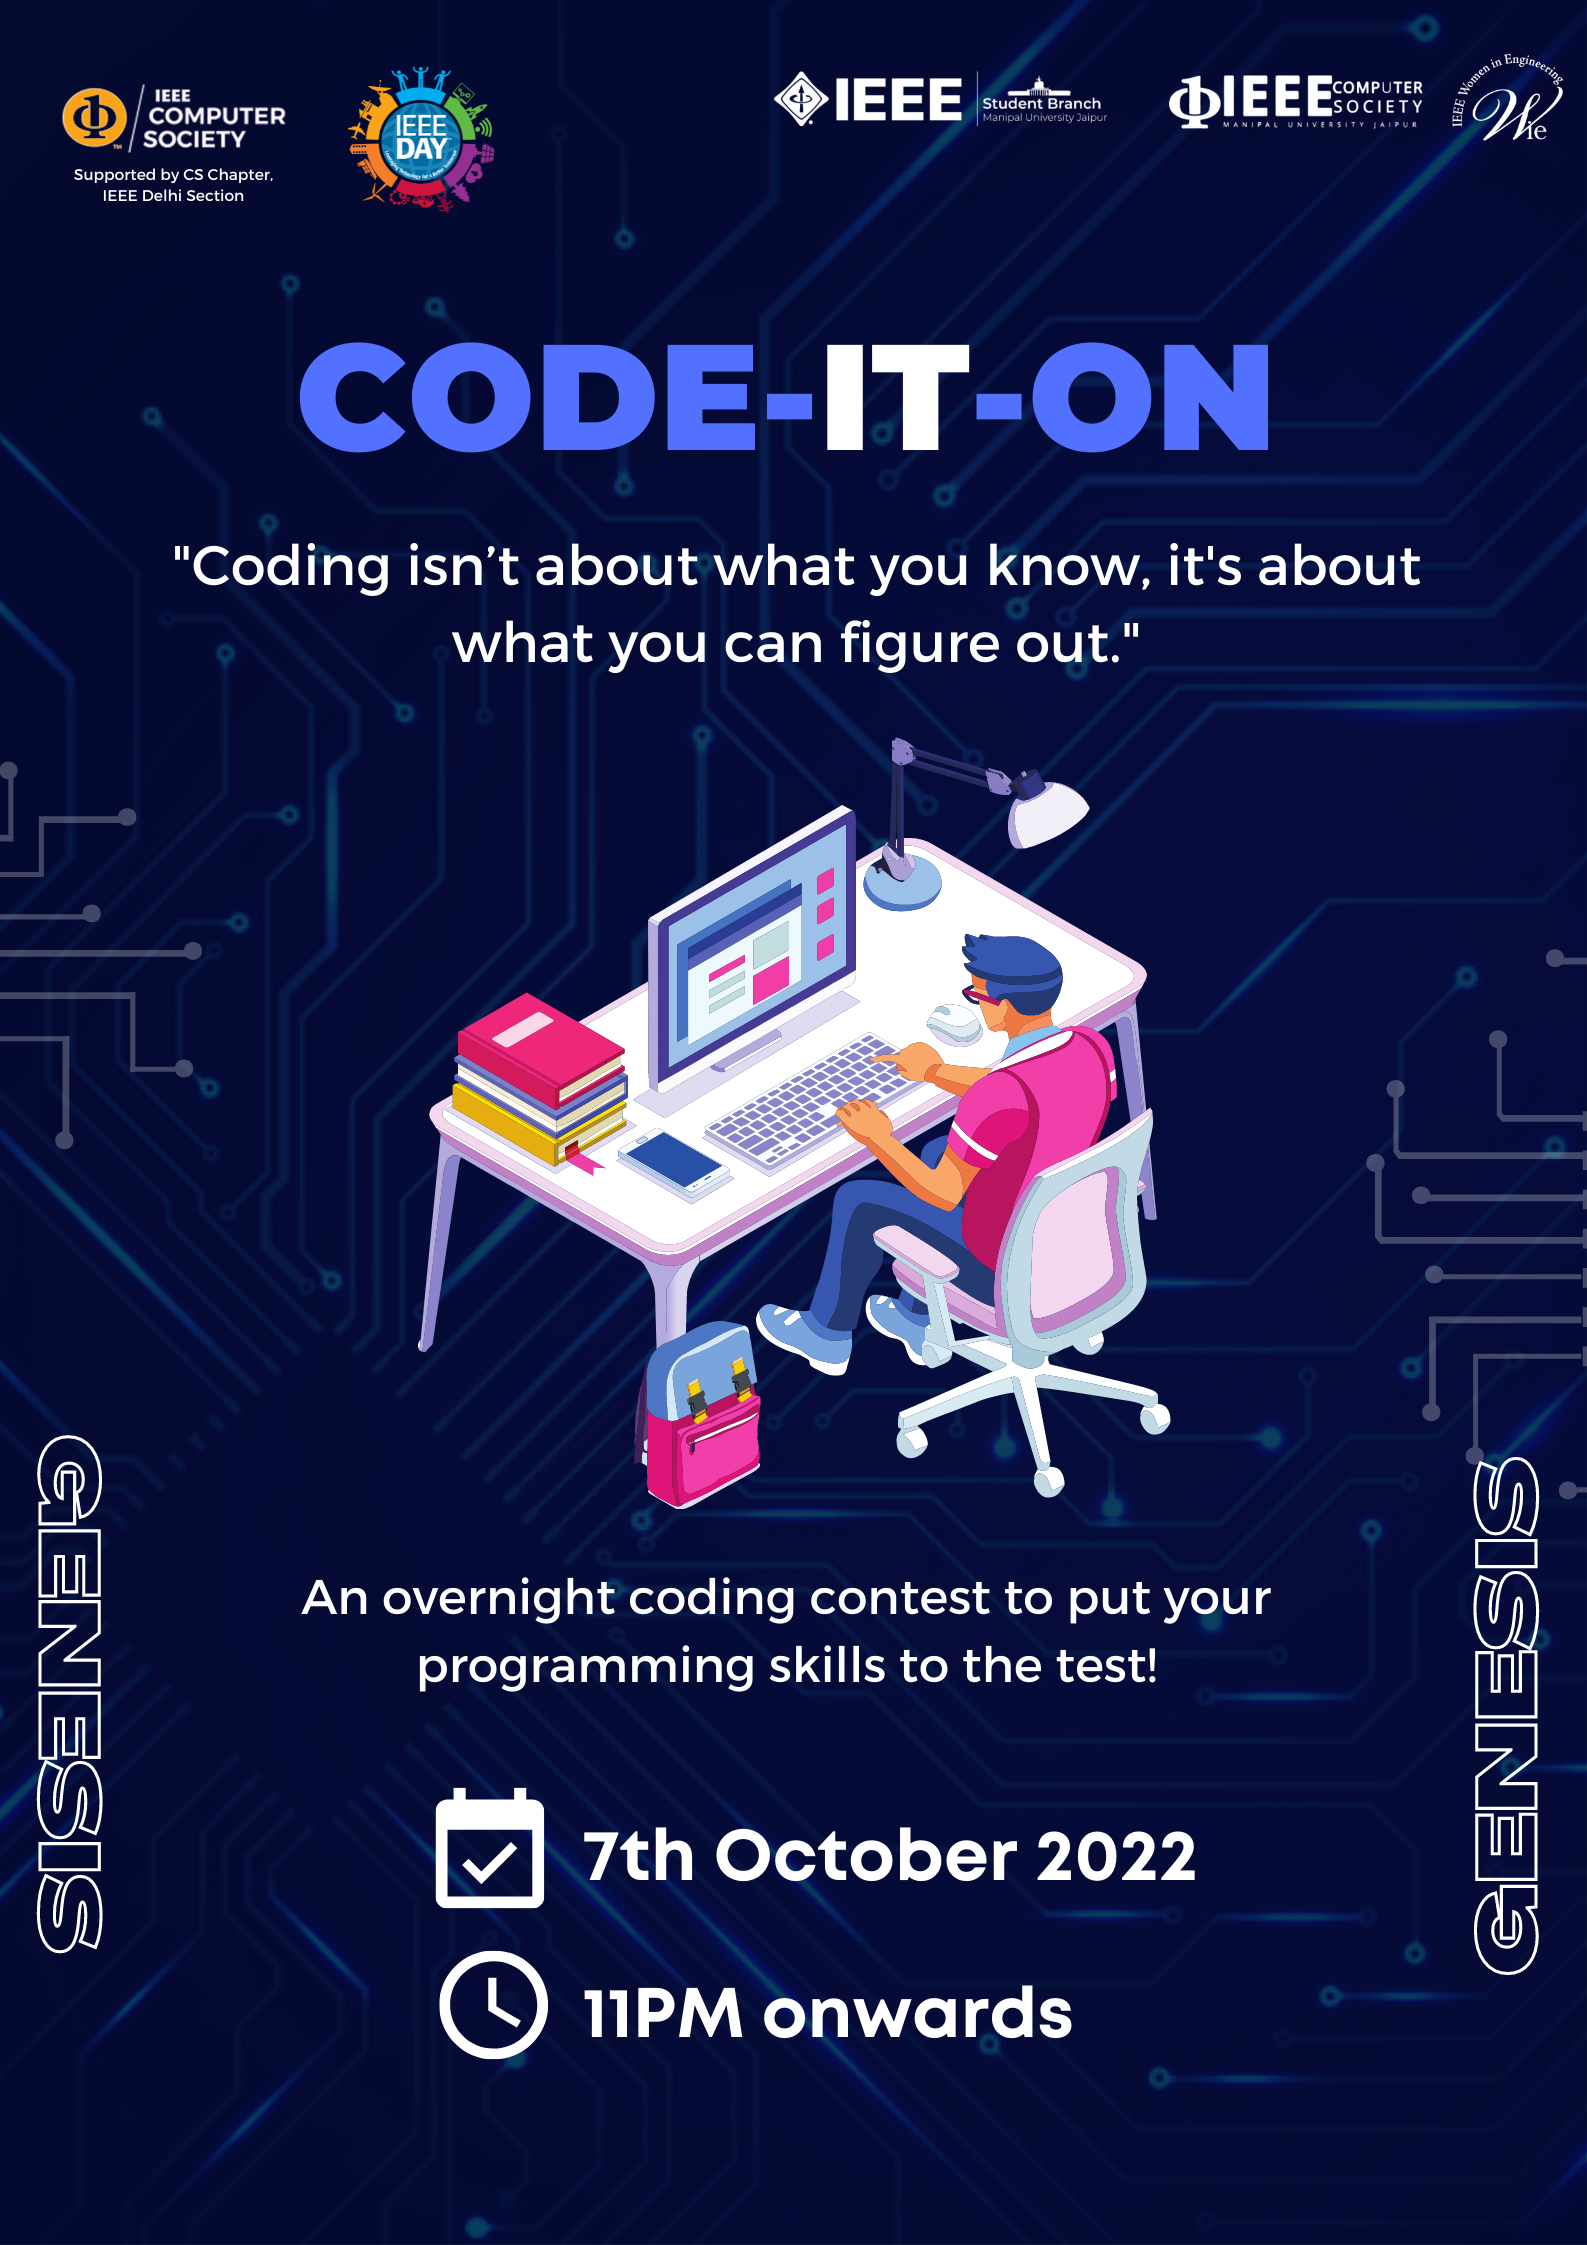 IEEE
COMPUTER
SOCIETY
TM
Supported by CS Chapter,
IEEE Delhi Section
IEEE
DAY
IEEE
Student Branch
Manipal University Jaipur
IEEE
COMPUTER
SOCIETY
MANIPAL UNIVERSITY JAIPUR
IEEE Women in Engineering
Wie
CODE-IT-ON
"Coding isn’t about what you know, it's about
what you can figure out."
GENESIS
GENESIS
An overnight coding contest to put your
programming skills to the test!
7th October 2022
11PM onwards